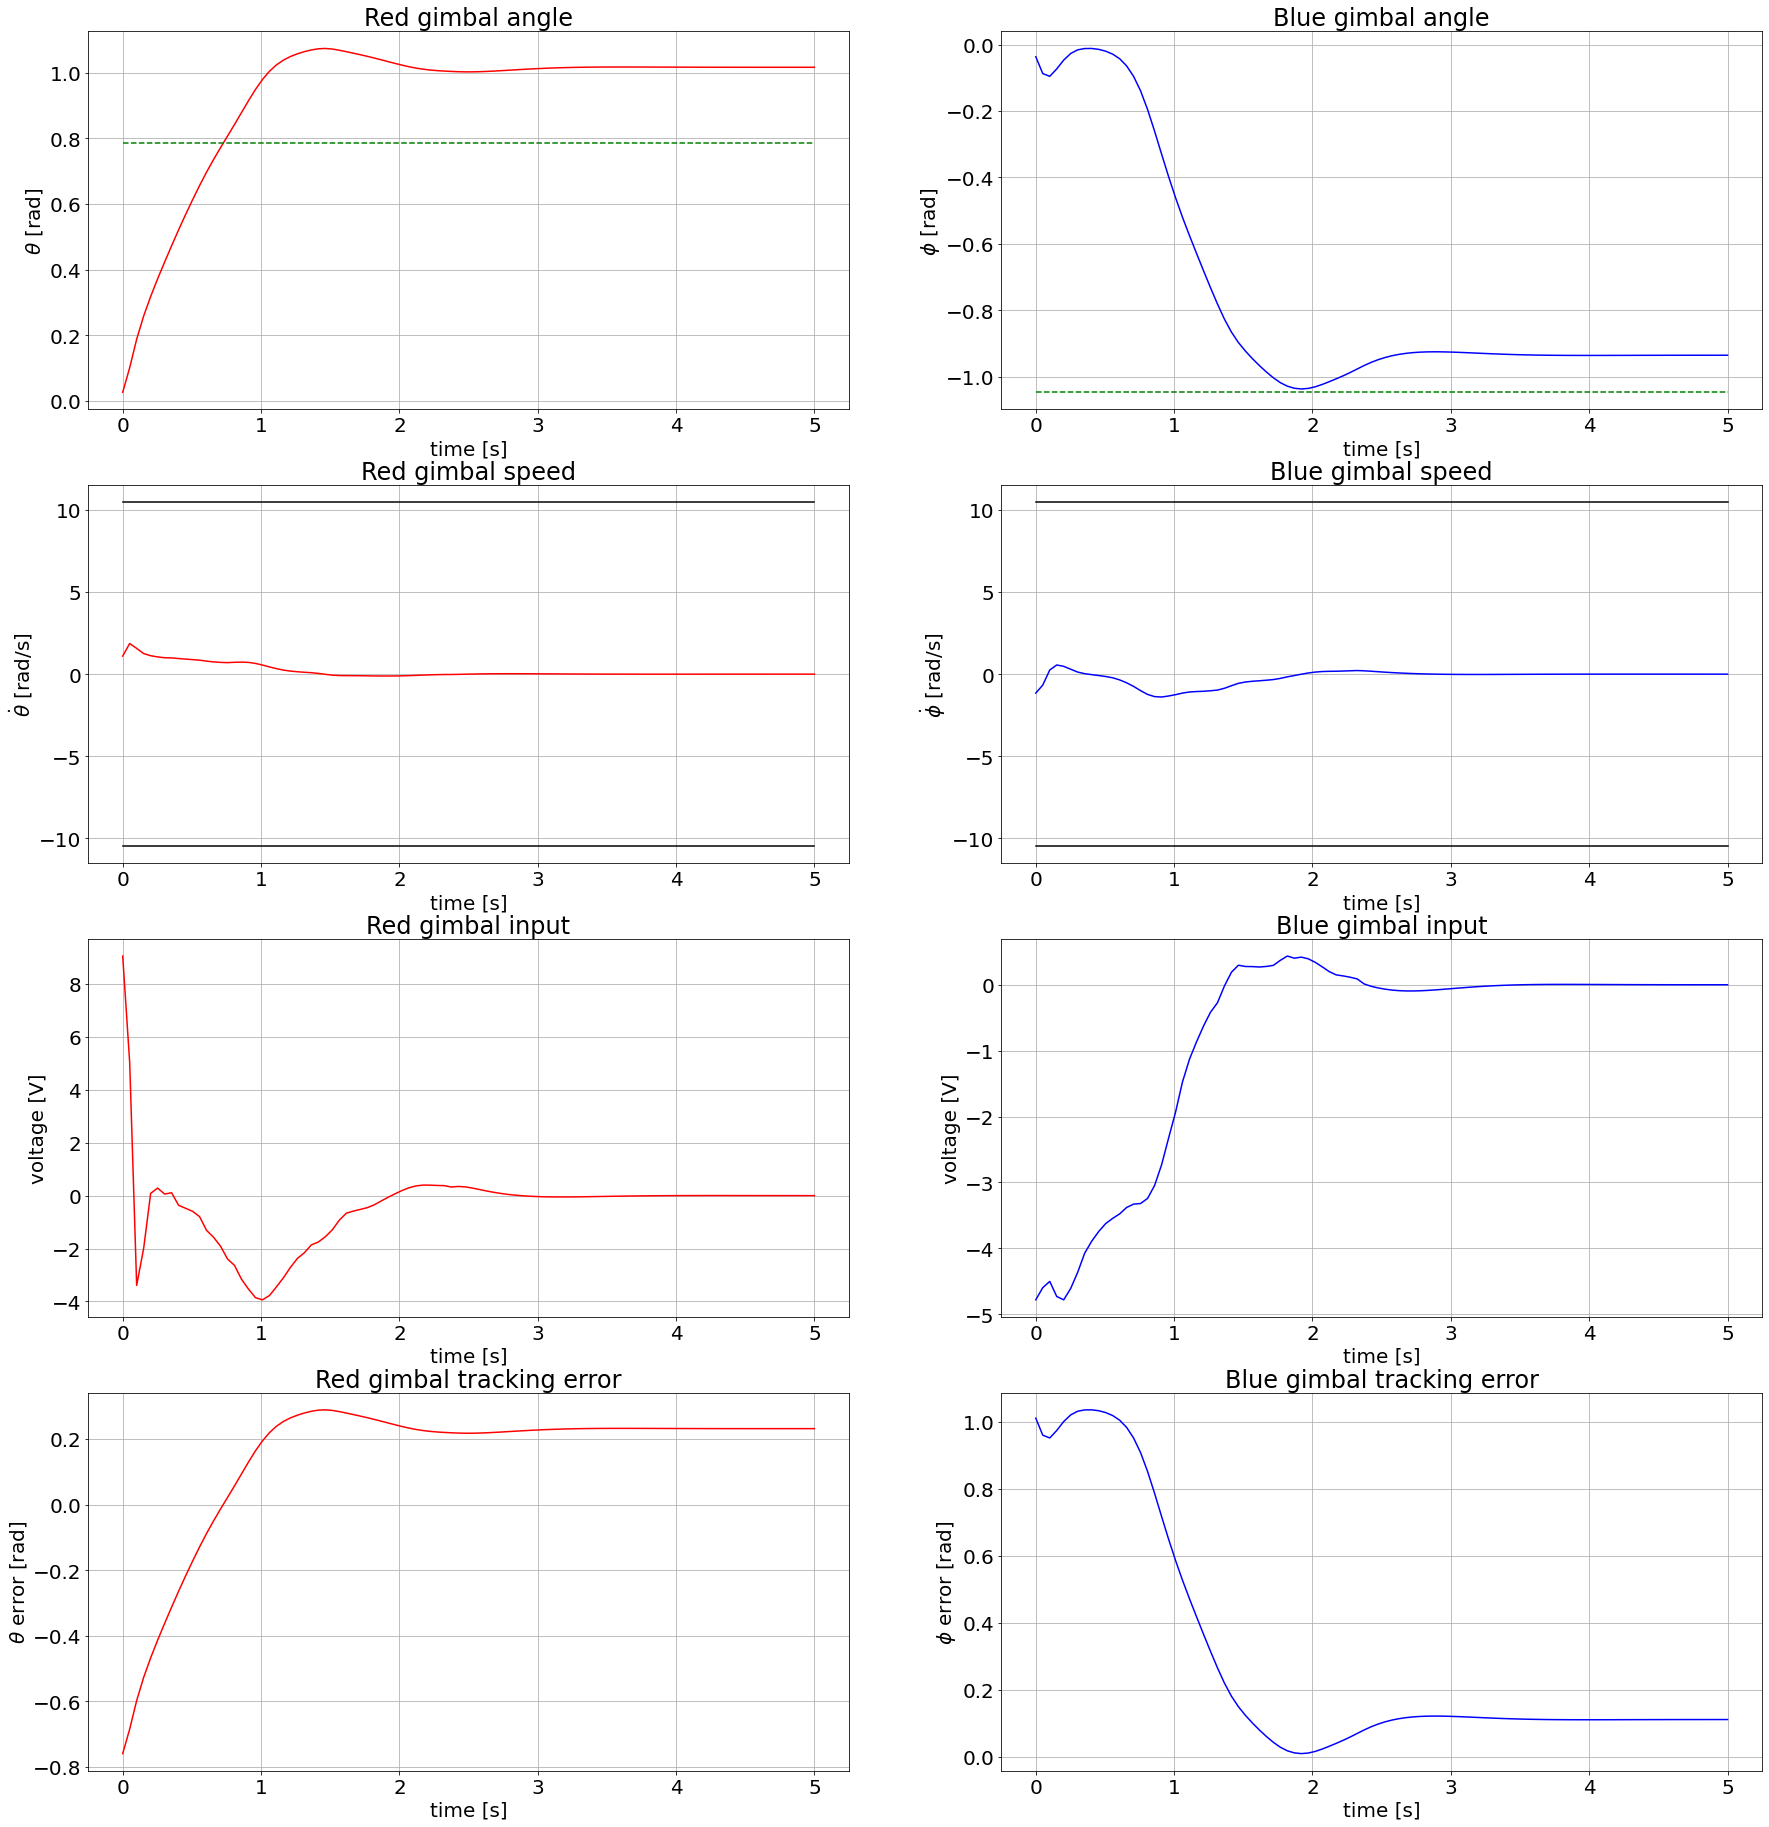 Red gimbal angle
Blue gimbal angle
1.0
0.8
0.6
0.4
0.2
0.0
θ [rad]
0 1 2 3 4 5
time [s]
0.0
−0.2
−0.4
−0.6
−0.8
−1.0
ϕ [rad]
0 1 2 3 4 5
time [s]
Red gimbal speed
Blue gimbal speed
10
5
0
−5
−10
θ̇ [rad/s]
0 1 2 3 4 5
time [s]
10
5
0
−5
−10
ϕ̇ [rad/s]
0 1 2 3 4 5
time [s]
Red gimbal input
Blue gimbal input
8
6
4
2
0
−2
−4
voltage [V]
0 1 2 3 4 5
time [s]
0
−1
−2
−3
−4
−5
voltage [V]
0 1 2 3 4 5
time [s]
Red gimbal tracking error
Blue gimbal tracking error
0.2
0.0
−0.2
−0.4
−0.6
−0.8
θ error [rad]
0 1 2 3 4 5
time [s]
1.0
0.8
0.6
0.4
0.2
0.0
ϕ error [rad]
0 1 2 3 4 5
time [s]